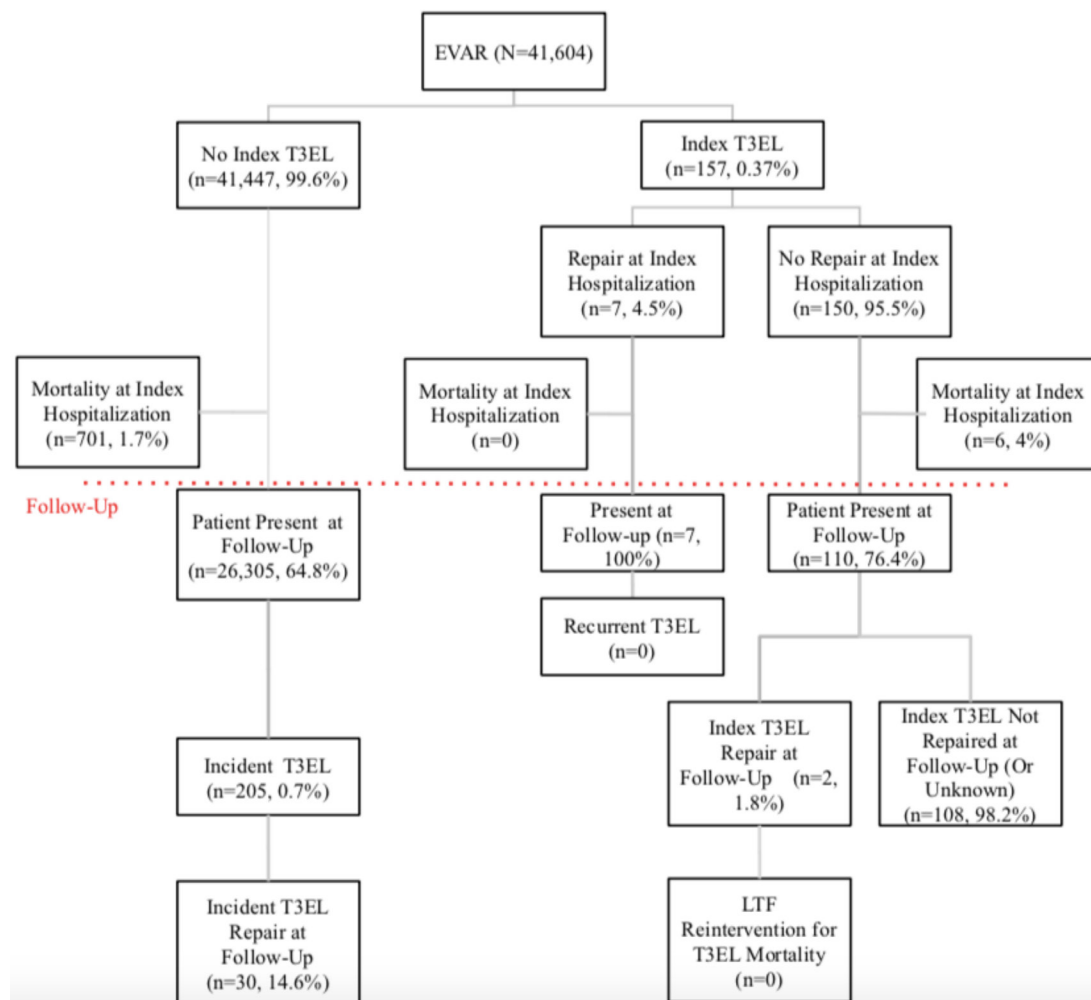 EVAR (N=41,604)
No Index T3EL
(n=41,447, 99.6%)
Index T3EL
(n=157, 0.37%)
Repair at Index
Hospitalization
(n=7, 4.5%)
No Repair at Index
Hospitalization
(n=150, 95.5%)
Mortality at Index
Hospitalization
(n=701, 1.7%)
Mortality at Index
Hospitalization
(n=0)
Mortality at Index
Hospitalization
(n=6, 4%)
Follow-Up
Patient Present at
Follow-Up
(n=26,305, 64.8%)
Present at
Follow-up (n=7,
100%)
Patient Present at
Follow-Up
(n=110, 76.4%)
Recurrent T3EL
(n=0)
Index T3EL
Repair at
Follow-Up (n=2,
1.8%)
Index T3EL Not
Repaired at
Follow-Up (Or
Unknown)
(n=108, 98.2%)
Incident T3EL
(n=205, 0.7%)
Incident T3EL
Repair at
Follow-Up
(n=30, 14.6%)
LTF
Reintervention for
T3EL Mortality
(n=0)